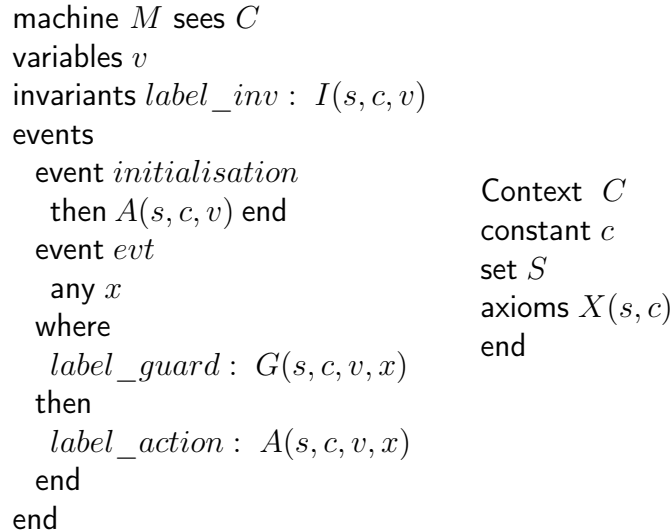 machine M sees C
variables v
invariants label_inv : I(s, c, v)
events
event initialisation
then A(s, c, v) end
event evt
any x
where
label_guard : G(s, c, v, x)
then
label_action : A(s, c, v, x)
end
end
Context C
constant c
set S
axioms X(s, c)
end